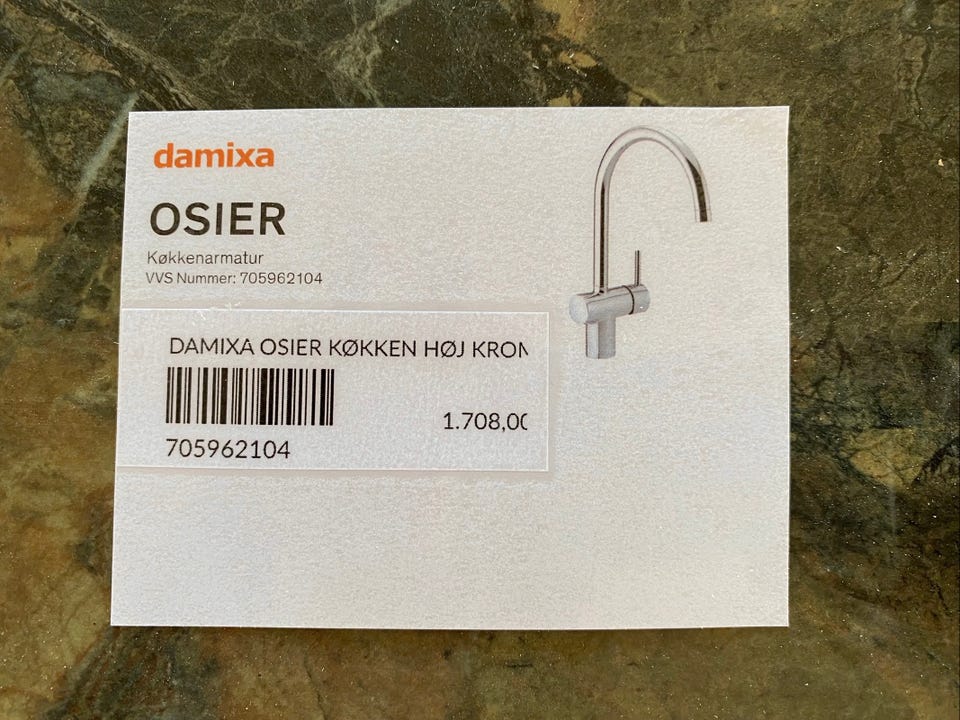 damixa
OSIER
Køkkenarmatur
VVS Nummer: 705962104
DAMIXA OSIER KØKKEN HØJ KROM
1.708,00
705962104